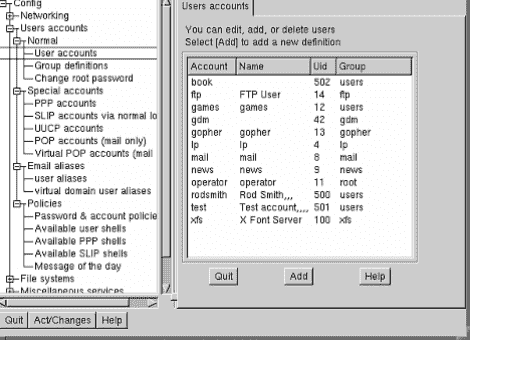 Config
Networking
Users accounts
Normal
User accounts
Group definitions
Change root password
Special accounts
PPP accounts
SLIP accounts via normal lo
UUCP accounts
POP accounts (mail only)
Virtual POP accounts (mail
Email aliases
user aliases
virtual domain user aliases
Policies
Password & account policie
Available user shells
Available PPP shells
Available SLIP shells
Message of the day
File systems
Miscellaneous services
Quit Act/Changes Help
Users accounts
You can edit, add, or delete users
Select [Add] to add a new definition
Account Name Uid Group
book 502 users
ftp FTP User 14 ftp
games games 12 users
gdm 42 gdm
gopher gopher 13 gopher
lp lp 4 lp
mail mail 8 mail
news news 9 news
operator operator 11 root
rodsmith Rod Smith,,, 500 users
test Test account,,,, 501 users
xfs X Font Server 100 xfs
Quit Add Help